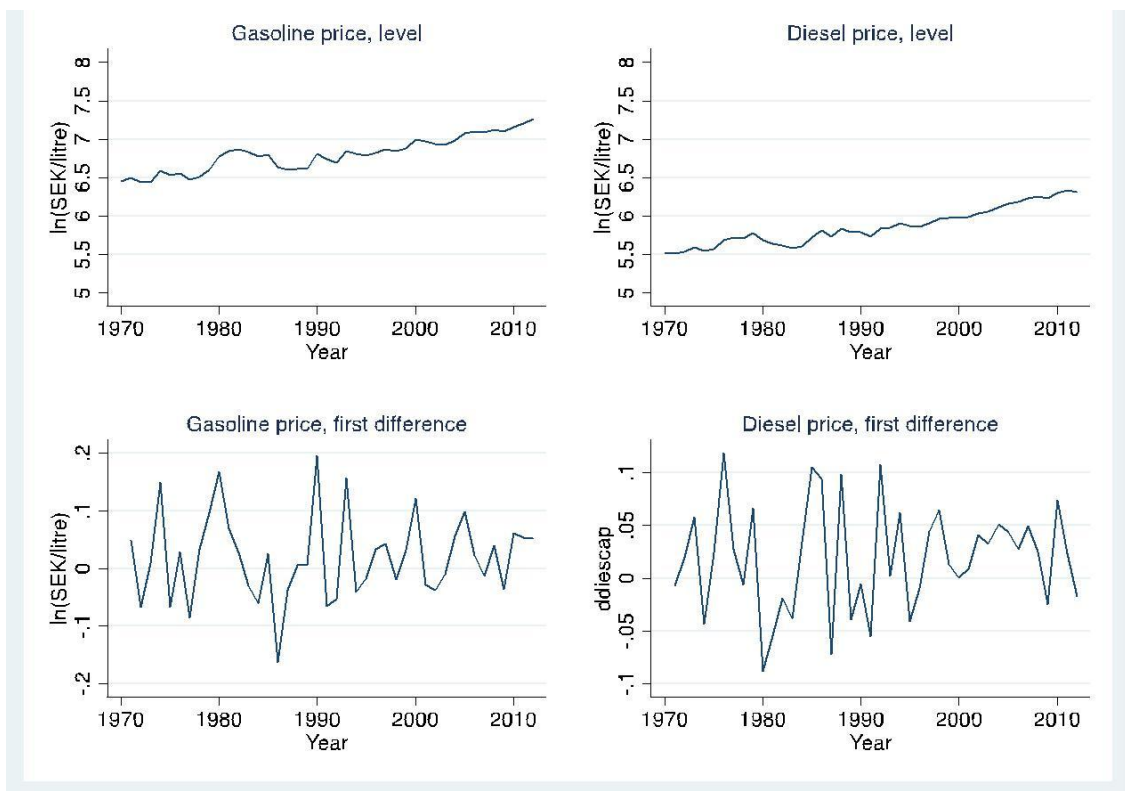 Gasoline price, level
ln(SEK/litre)
8
7.5
7
6.5
6
5.5
5
1970 1980 1990 2000 2010
Year
Diesel price, level
ln(SEK/litre)
8
7.5
7
6.5
6
5.5
5
1970 1980 1990 2000 2010
Year
Gasoline price, first difference
ln(SEK/litre)
.2
.1
0
-.1
-.2
1970 1980 1990 2000 2010
Year
Diesel price, first difference
ddiescap
.1
.05
0
-.05
-.1
1970 1980 1990 2000 2010
Year